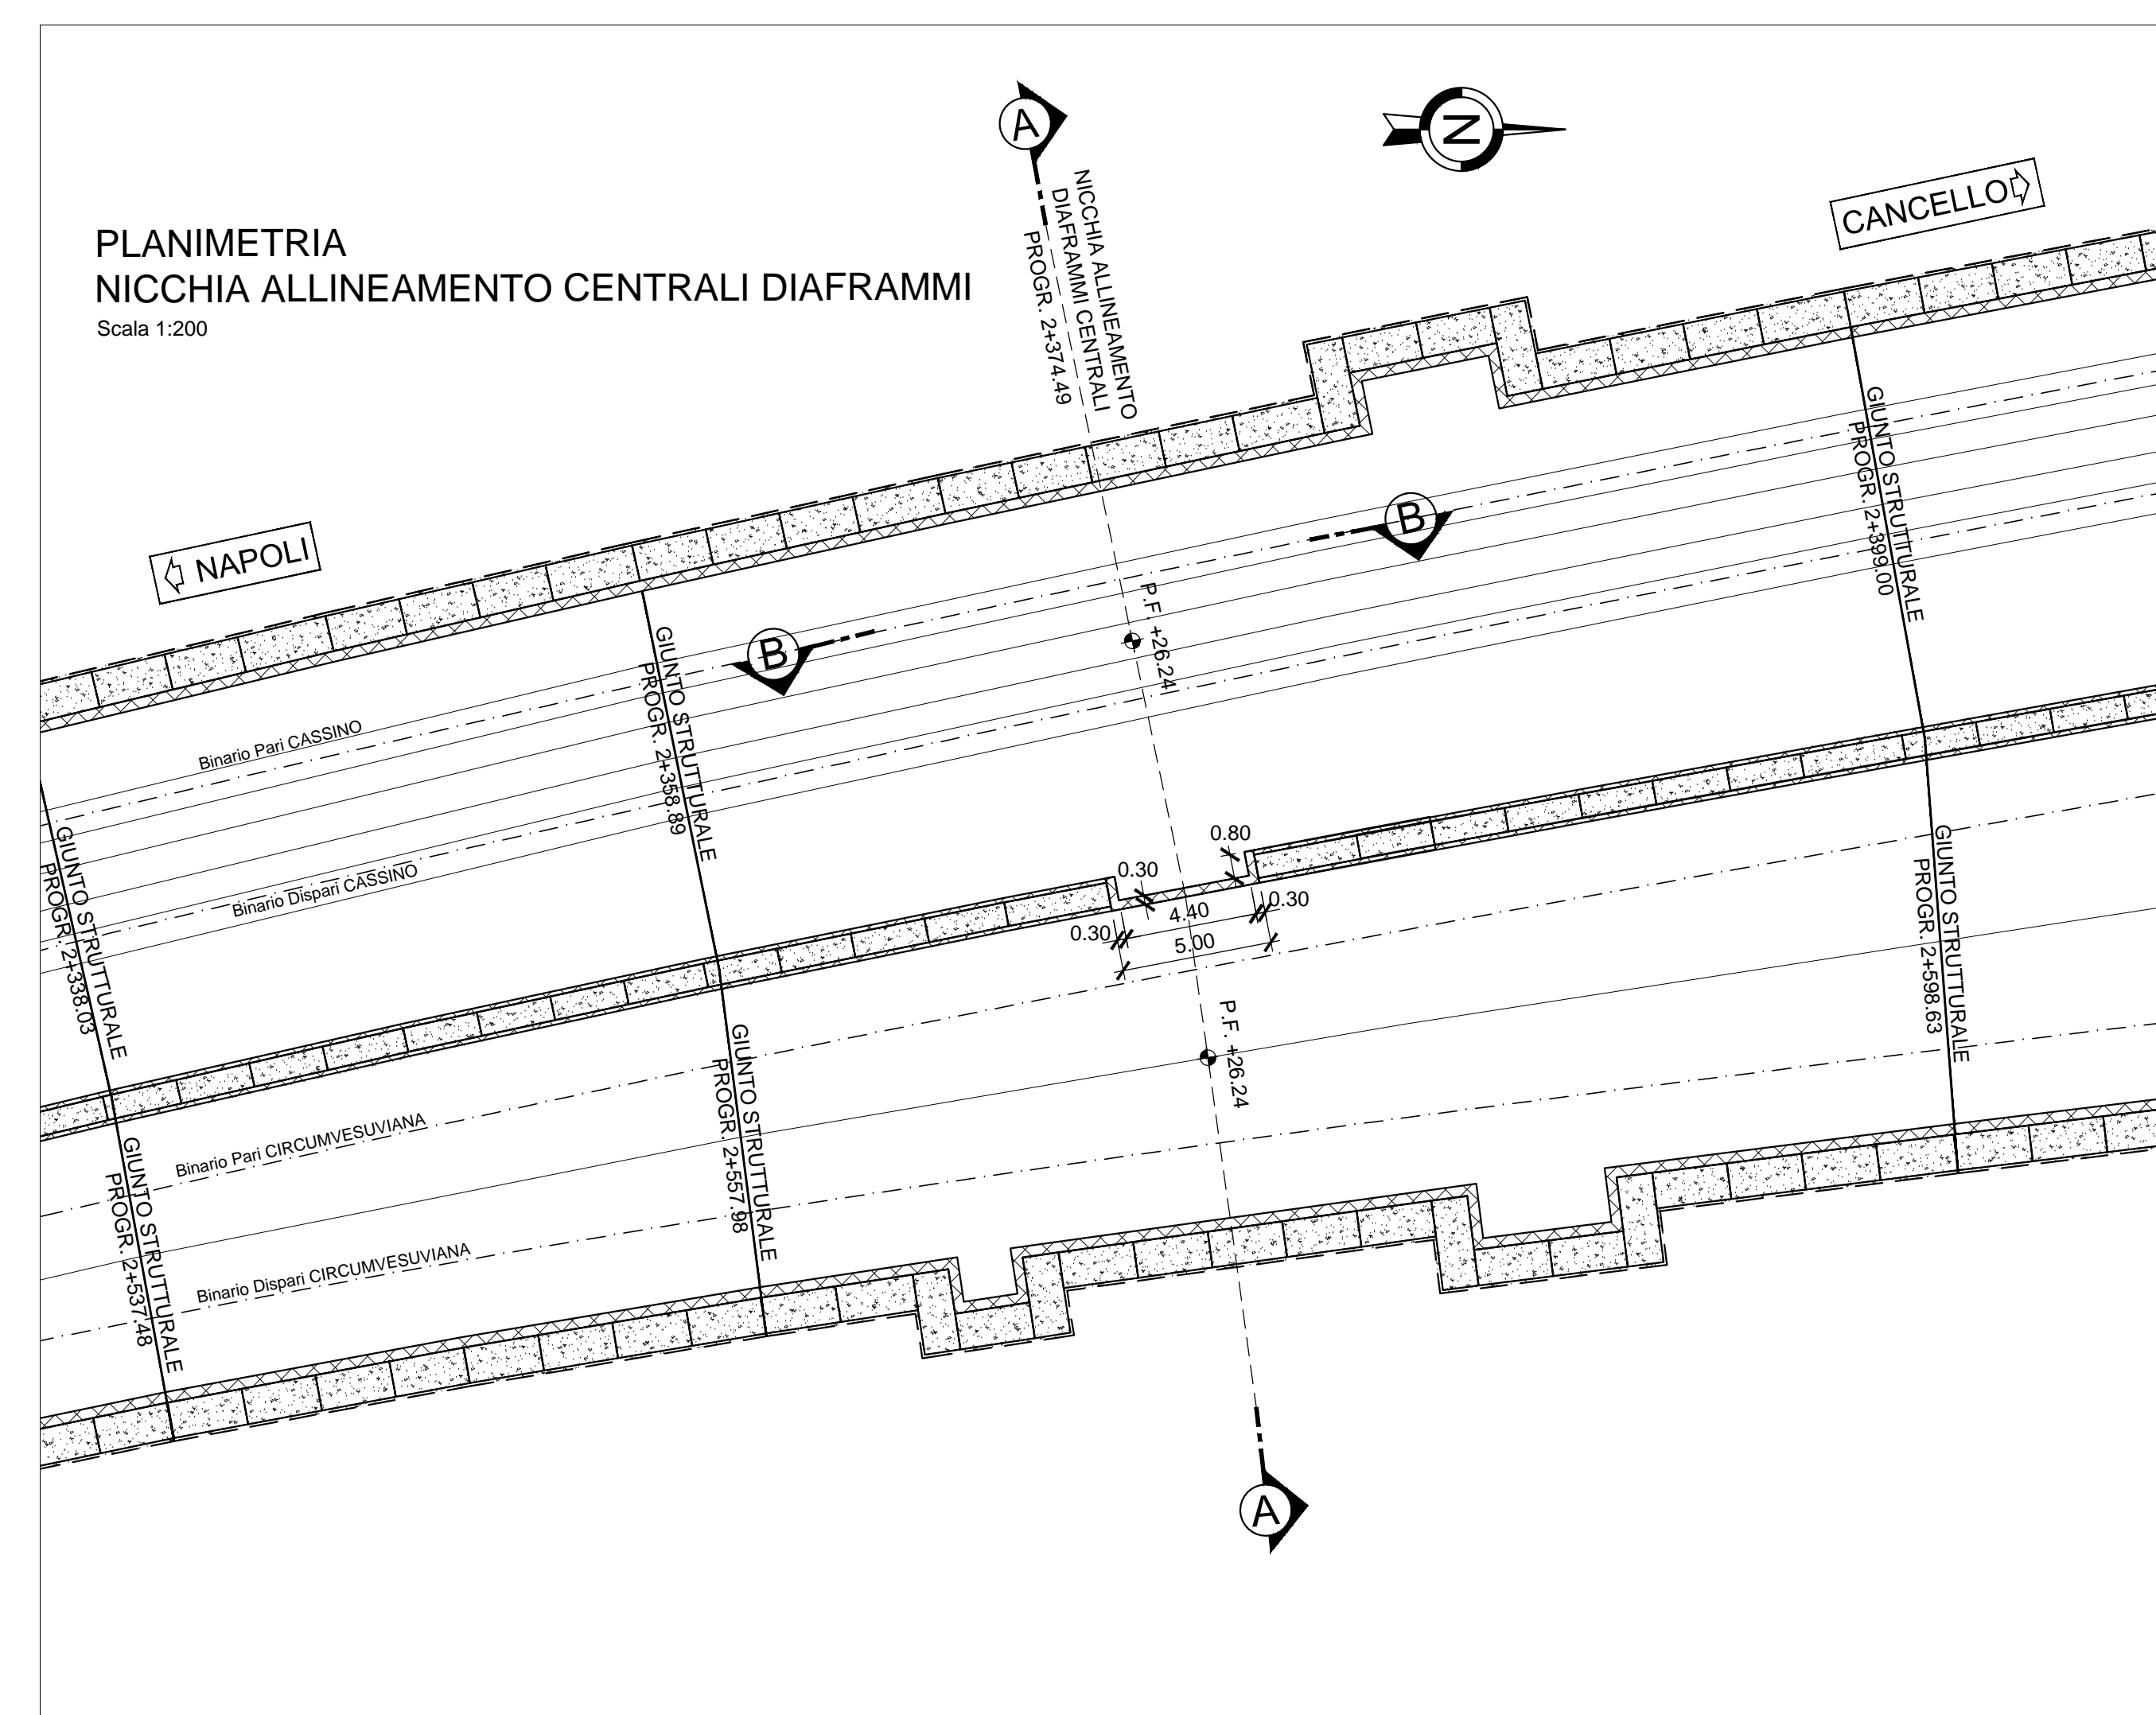 PLANIMETRIA
NICCHIA ALLINEAMENTO CENTRALI DIAFRAMMI
Scala 1:200
A
NICCHIA ALLINEAMENTO
DIAFRAMMI CENTRALI
PROGR. 2+374.49
N
CANCELLO
NAPOLI
B
B
P.F. +26.24
GIUNTO STRUTTURALE
PROGR. 2+399.00
GIUNTO STRUTTURALE
PROGR. 2+358.89
Binario Pari CASSINO
Binario Dispari CASSINO
GIUNTO STRUTTURALE
PROGR. 2+338.03
0.80
0.30
4.40
0.30
0.30
5.00
GIUNTO STRUTTURALE
PROGR. 2+598.63
P.F. +26.24
GIUNTO STRUTTURALE
PROGR. 2+557.98
Binario Pari CIRCUMVESUVIANA
Binario Dispari CIRCUMVESUVIANA
GIUNTO STRUTTURALE
PROGR. 2+537.48
A